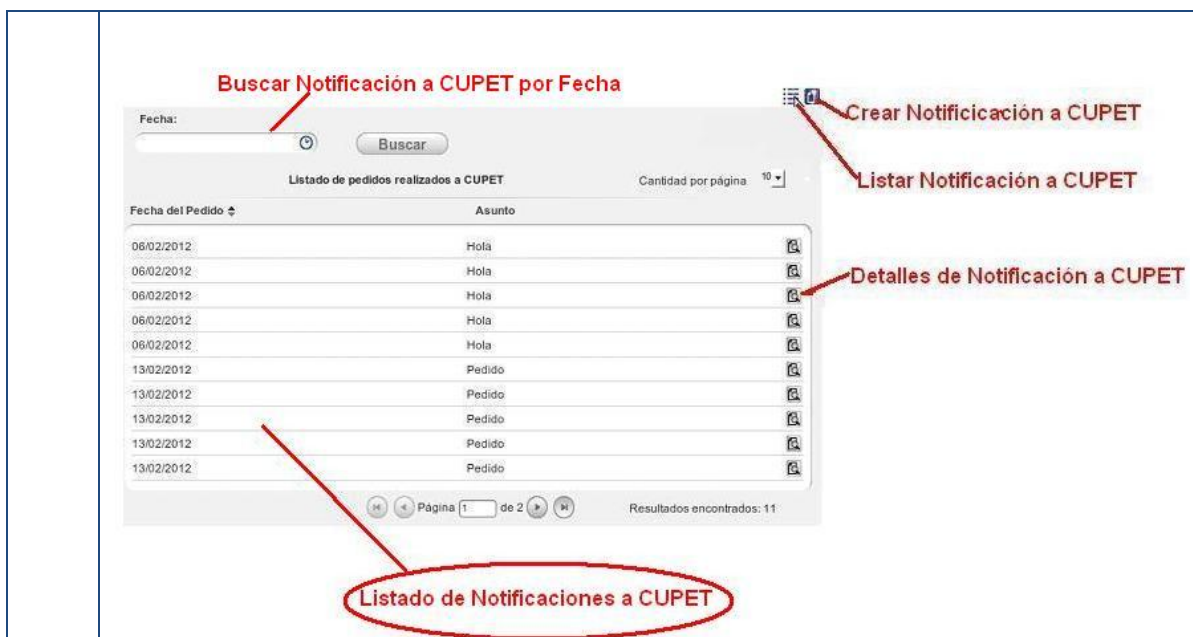 Buscar Notificación a CUPET por Fecha
Crear Notificicación a CUPET
Fecha:
Buscar
Listar Notificación a CUPET
Listado de pedidos realizados a CUPET Cantidad por página 10
Fecha del Pedido Asunto
06/02/2012 Hola
06/02/2012 Hola
Detalles de Notificación a CUPET
06/02/2012 Hola
06/02/2012 Hola
06/02/2012 Hola
13/02/2012 Pedido
13/02/2012 Pedido
13/02/2012 Pedido
13/02/2012 Pedido
13/02/2012 Pedido
Página 1 de 2 Resultados encontrados: 11
Listado de Notificaciones a CUPET